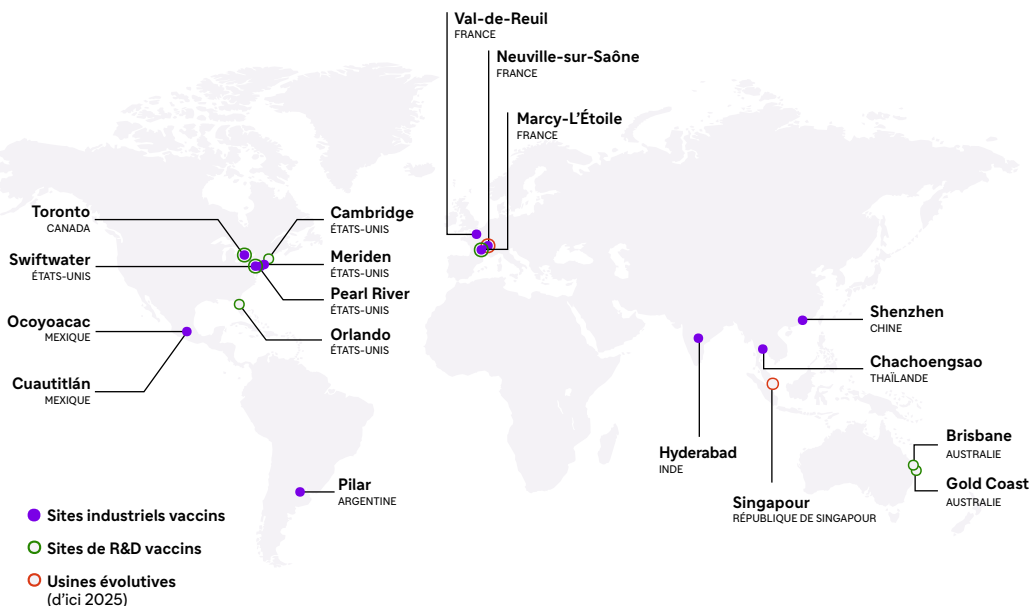 Val-de-Reuil
FRANCE
Neuville-sur-Saône
FRANCE
Marcy-L'Étoile
FRANCE
Toronto
CANADA
Cambridge
ÉTATS-UNIS
Swiftwater
ÉTATS-UNIS
Meriden
ÉTATS-UNIS
Pearl River
ÉTATS-UNIS
Ocoyoacac
MEXIQUE
Orlando
ÉTATS-UNIS
Cuautitlán
MEXIQUE
Shenzhen
CHINE
Chachoengsao
THAÏLANDE
Hyderabad
INDE
Singapour
RÉPUBLIQUE DE SINGAPOUR
Brisbane
AUSTRALIE
Gold Coast
AUSTRALIE
Pilar
ARGENTINE
Sites industriels vaccins
Sites de R&D vaccins
Usines évolutives
(d'ici 2025)